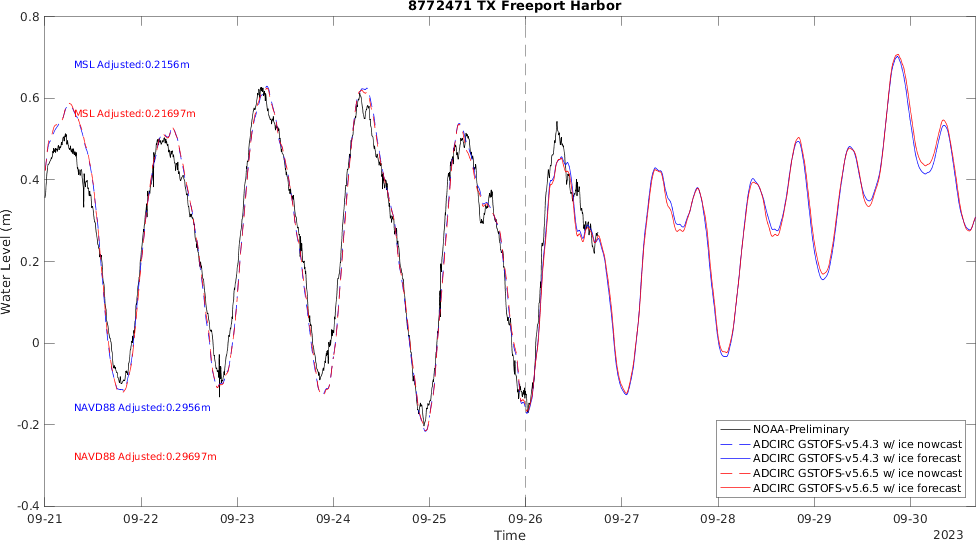 8772471 TX Freeport Harbor
0.8
0.6
0.4
0.2
0
-0.2
-0.4
Water Level (m)
MSL Adjusted:0.2156m
MSL Adjusted:0.21697m
NAVD88 Adjusted:0.2956m
NAVD88 Adjusted:0.29697m
NOAA-Preliminary
ADCIRC GSTOFS-v5.4.3 w/ ice nowcast
ADCIRC GSTOFS-v5.4.3 w/ ice forecast
ADCIRC GSTOFS-v5.6.5 w/ ice nowcast
ADCIRC GSTOFS-v5.6.5 w/ ice forecast
09-21 09-22 09-23 09-24 09-25 09-26 09-27 09-28 09-29 09-30
Time
2023